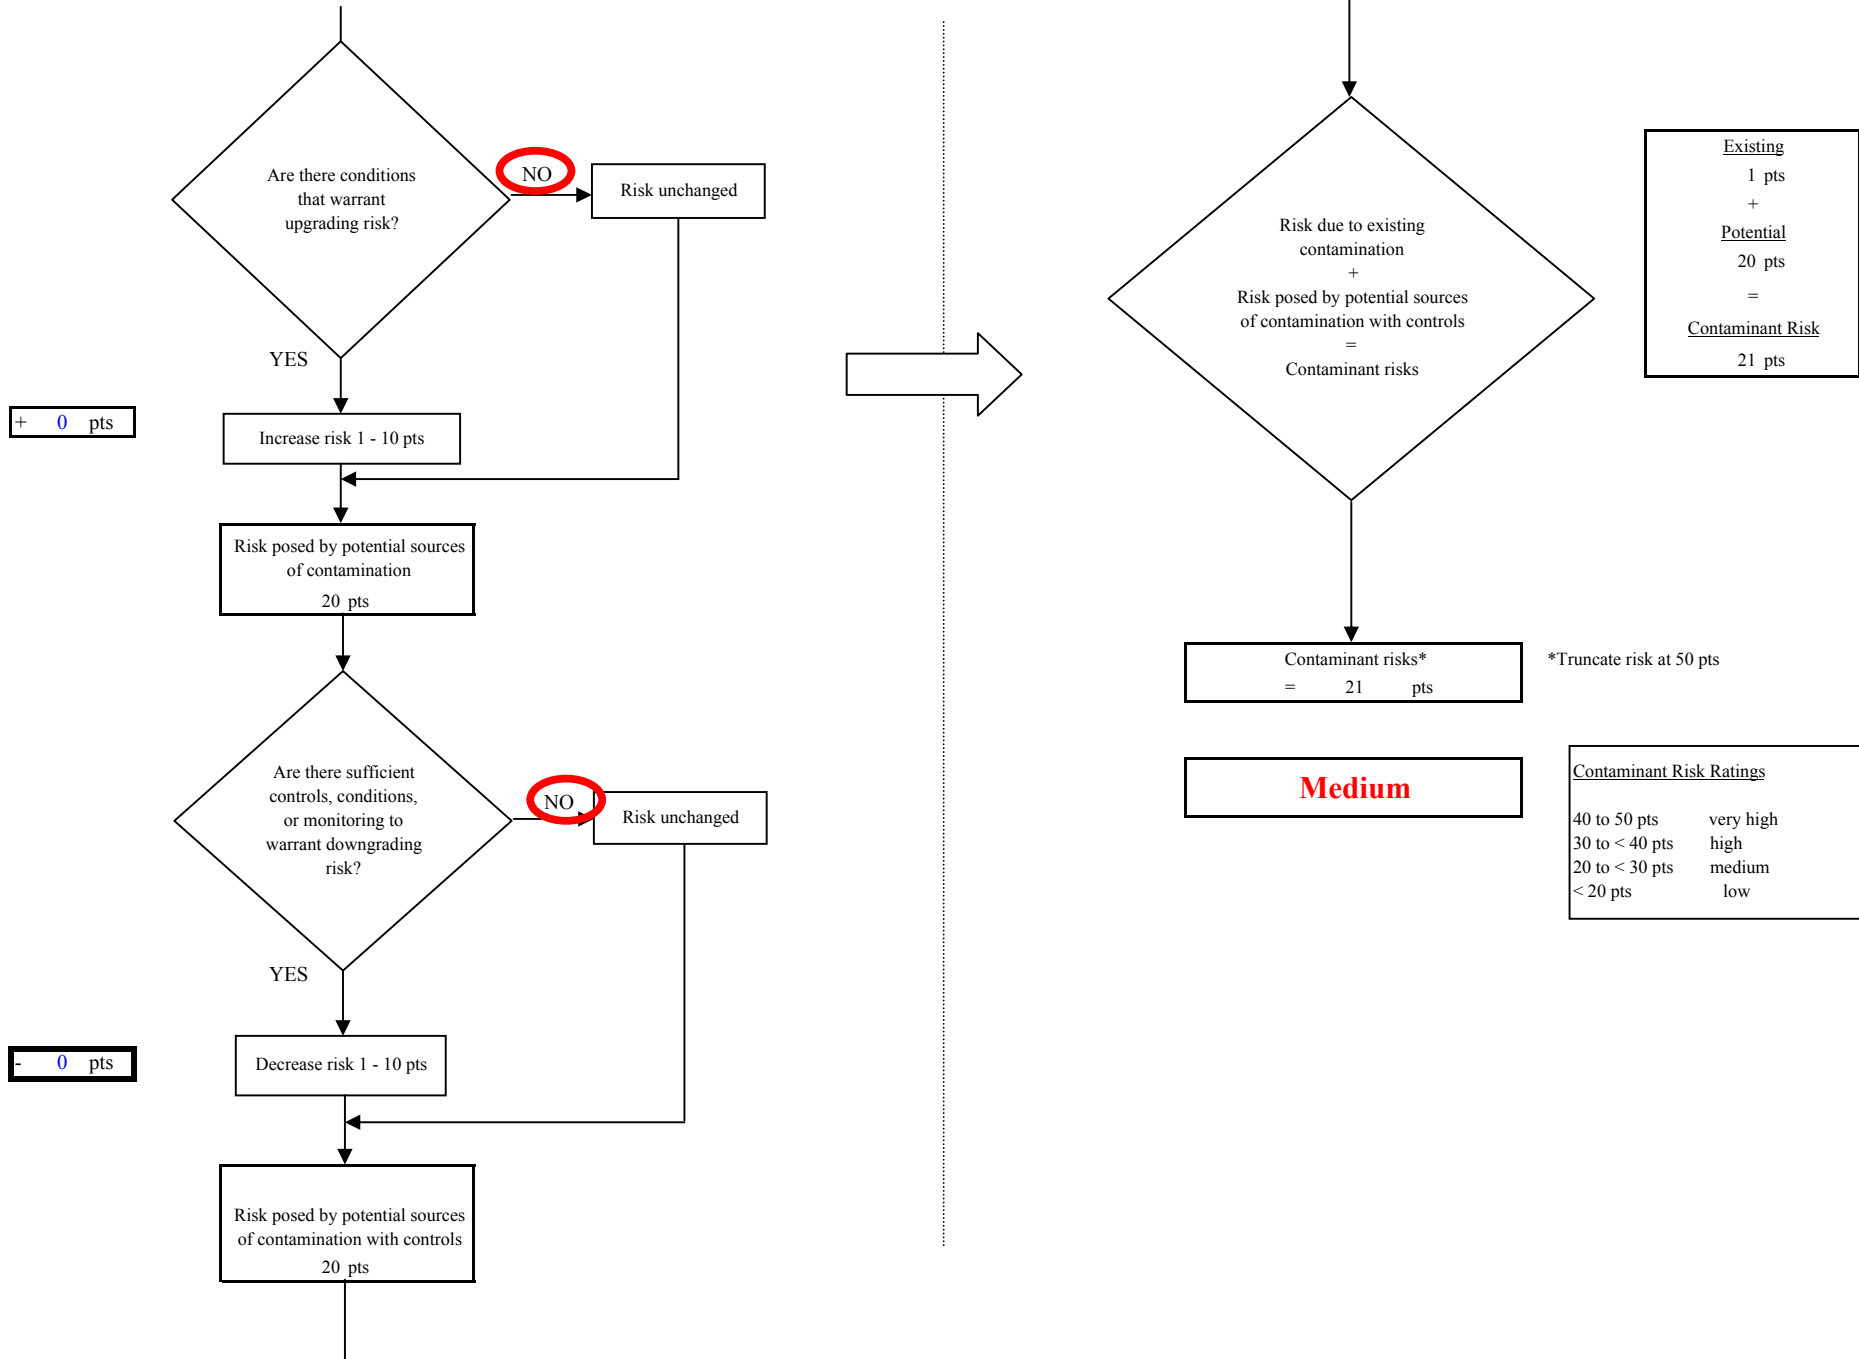 Are there conditions
that warrant
upgrading risk?
NO
Risk unchanged
YES
+ 0 pts
Increase risk 1 - 10 pts
Risk posed by potential sources
of contamination
20 pts
Are there sufficient
controls, conditions,
or monitoring to
warrant downgrading
risk?
NO
Risk unchanged
YES
- 0 pts
Decrease risk 1 - 10 pts
Risk posed by potential sources
of contamination with controls
20 pts
Risk due to existing
contamination
+
Risk posed by potential sources
of contamination with controls
=
Contaminant risks
Existing
1 pts
+
Potential
20 pts
=
Contaminant Risk
21 pts
Contaminant risks*
= 21 pts
*Truncate risk at 50 pts
Medium
Contaminant Risk Ratings
40 to 50 pts very high
30 to < 40 pts high
20 to < 30 pts medium
< 20 pts low